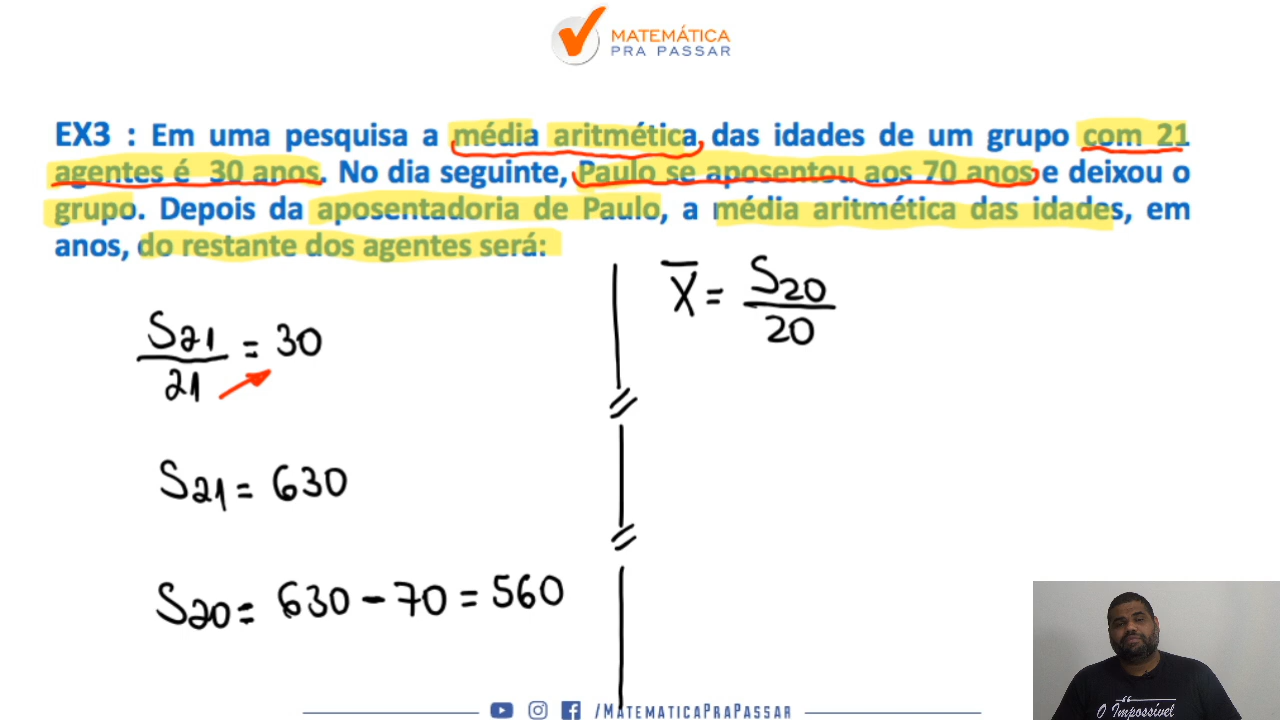 MATEMÁTICA
PRA PASSAR
EX3 : Em uma pesquisa a média aritmética das idades de um grupo com 21
agentes é 30 anos. No dia seguinte, Paulo se aposentou aos 70 anos e deixou o
grupo. Depois da aposentadoria de Paulo, a média aritmética das idades, em
anos, do restante dos agentes será:
S21/21 = 30
S21 = 630
S20 = 630 - 70 = 560
X̅ = S20/20
“ O Impossível
/MatematicaPraPassar